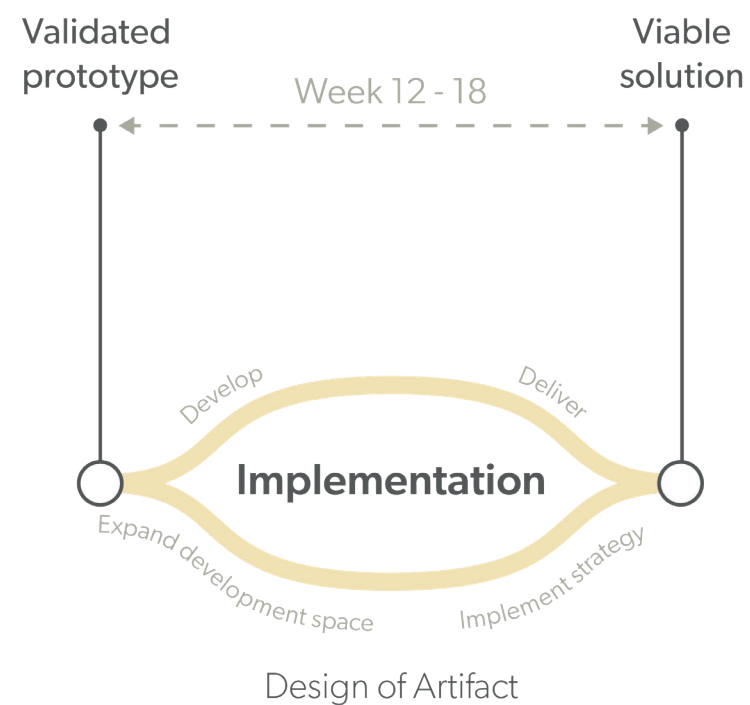 Validated
prototype
Viable
solution
Week 12 - 18
Develop
Deliver
Implementation
Expand development space
Implement strategy
Design of Artifact